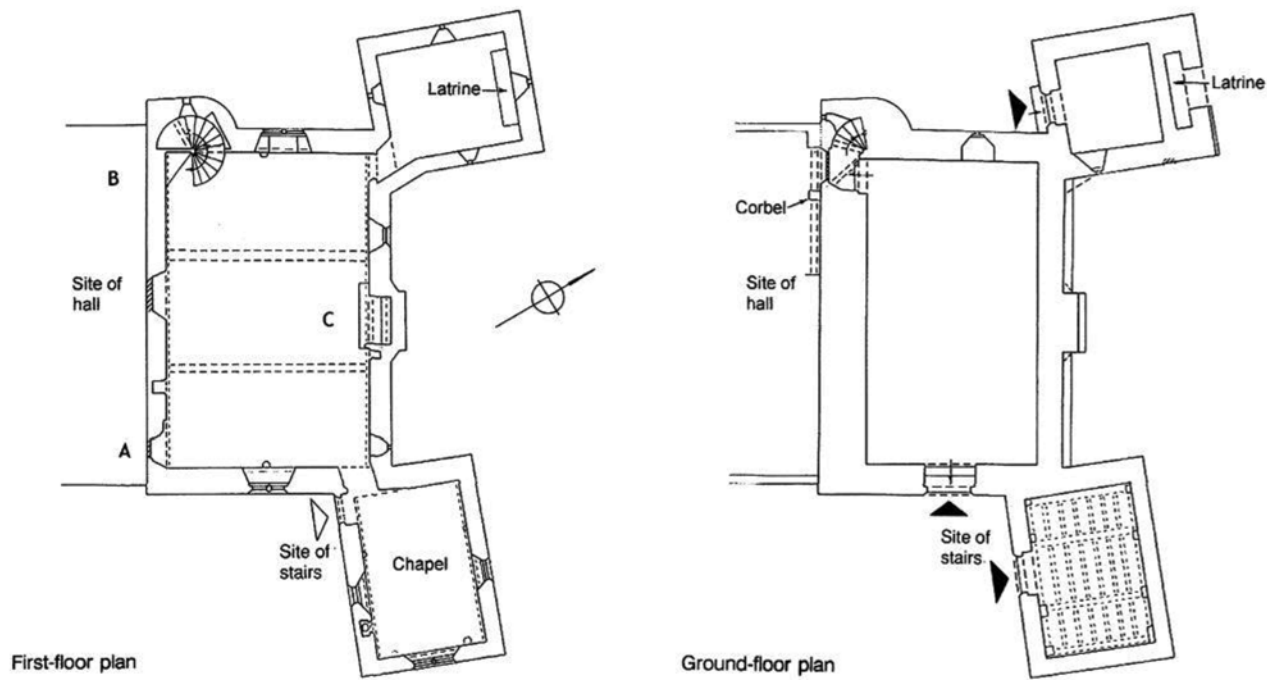 Latrine
B
Site of
hall
C
A
Site of
stairs
Chapel
First-floor plan
Latrine
Corbel
Site of
hall
Site of
stairs
Ground-floor plan